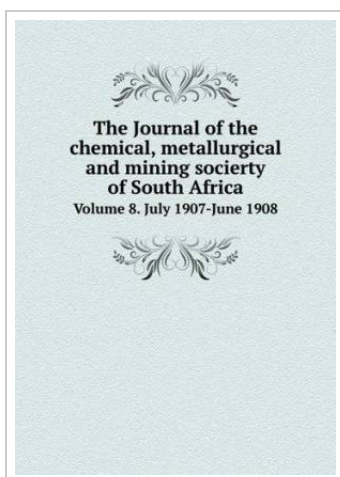 The Journal of the
chemical, metallurgical
and mining socierty
of South Africa
Volume 8. July 1907-June 1908